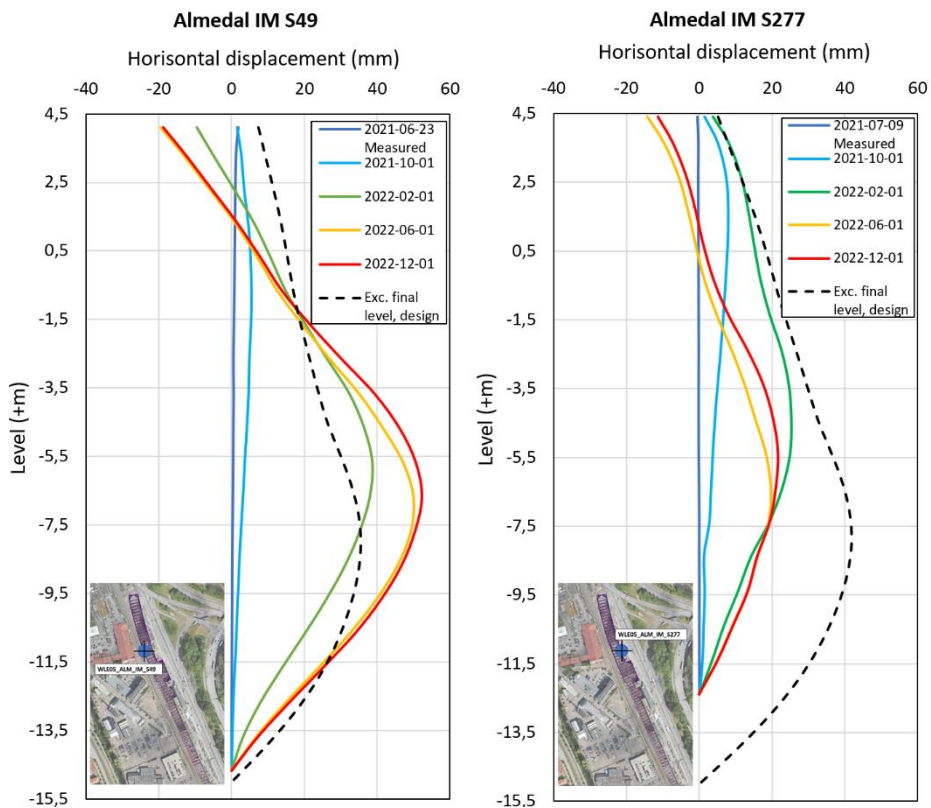 Almedal IM S49
Horisontal displacement (mm)
-40 -20 0 20 40 60
4,5
2,5
0,5
-1,5
-3,5
-5,5
-7,5
-9,5
-11,5
-13,5
-15,5
Level (+m)
2021-06-23
Measured
2021-10-01
2022-02-01
2022-06-01
2022-12-01
Exc. final
level, design
WLE05_ALM_IM_S49
Almedal IM S277
Horisontal displacement (mm)
-40 -20 0 20 40 60
4,5
2,5
0,5
-1,5
-3,5
-5,5
-7,5
-9,5
-11,5
-13,5
-15,5
Level (+m)
2021-07-09
Measured
2021-10-01
2022-02-01
2022-06-01
2022-12-01
Exc. final
level, design
WLE05_ALM_IM_S277